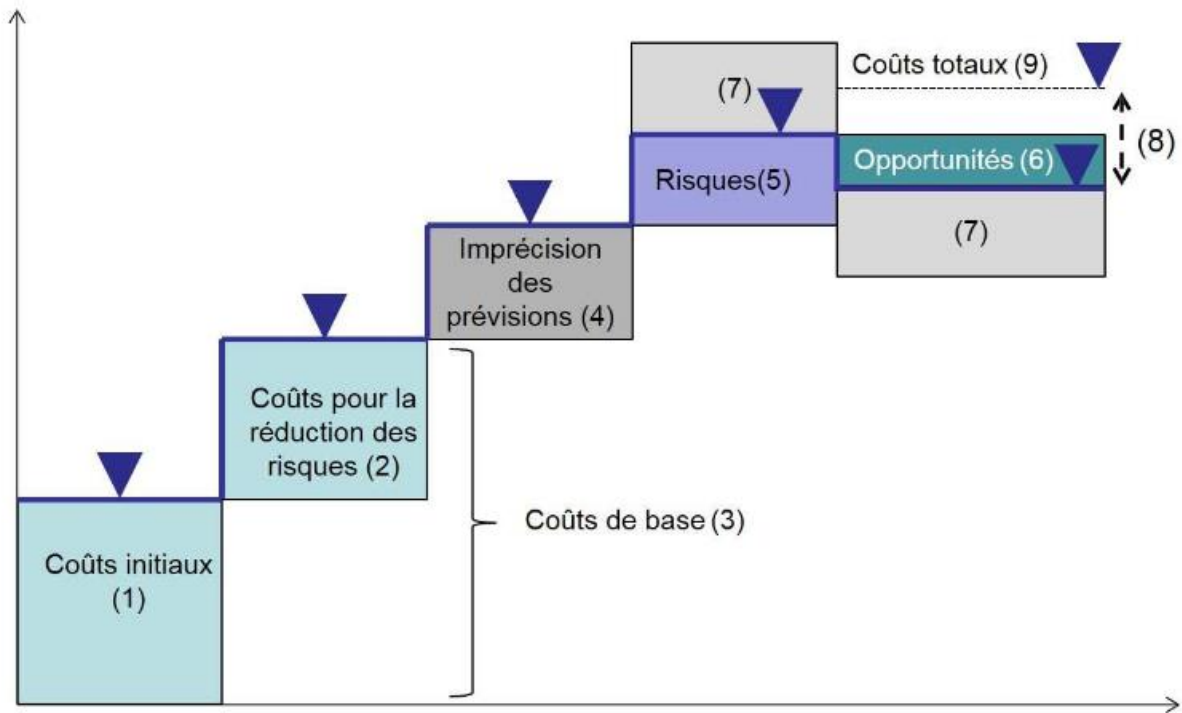 Coûts totaux (9)
(7)
(8)
Opportunités (6)
Risques(5)
(7)
Imprécision
des
prévisions (4)
Coûts pour la
réduction des
risques (2)
Coûts de base (3)
Coûts initiaux
(1)